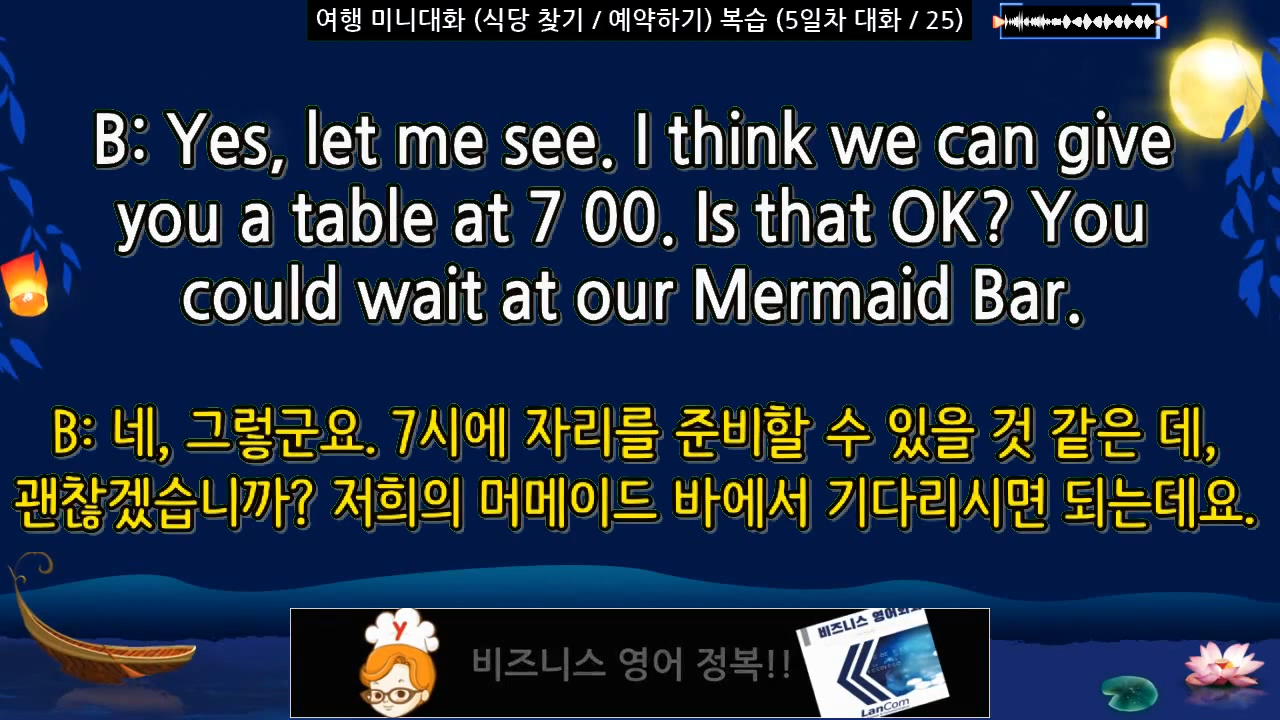 여행 미니대화 (식당 찾기 / 예약하기) 복습 (5일차 대화 / 25)
B: Yes, let me see. I think we can give
you a table at 7 00. Is that OK? You
could wait at our Mermaid Bar.
B: 네, 그렇군요. 7시에 자리를 준비할 수 있을 것 같은 데,
괜찮겠습니까? 저희의 머메이드 바에서 기다리시면 되는데요.
비즈니스 영어 정복!!
Y
비즈니스 영어회화
LanCom